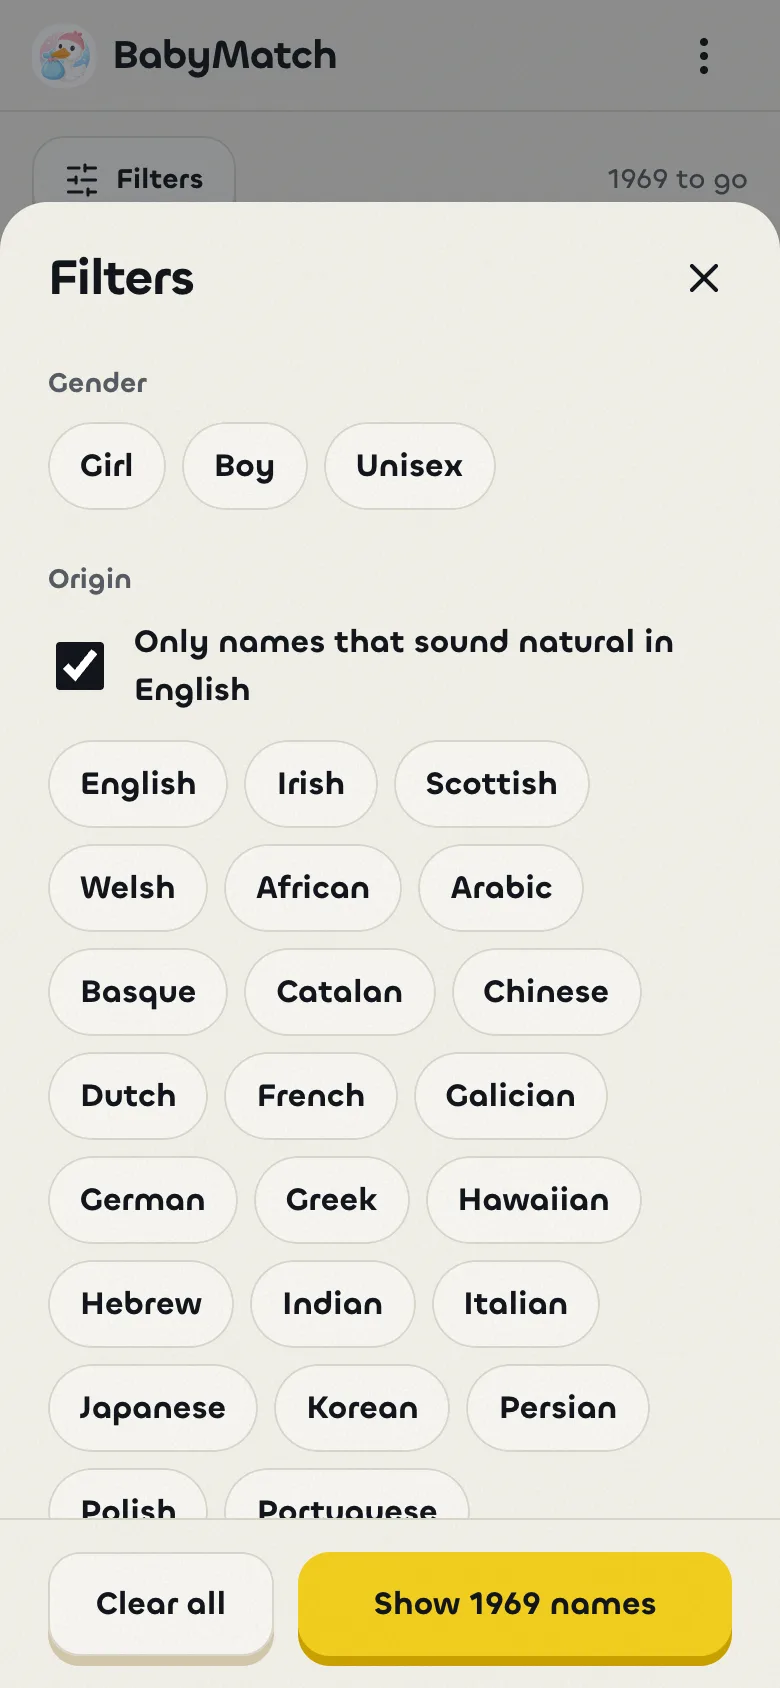 BabyMatch
Filters
1969 to go
Filters
Gender
Girl
Boy
Unisex
Origin
Only names that sound natural in
English
English
Irish
Scottish
Welsh
African
Arabic
Basque
Catalan
Chinese
Dutch
French
Galician
German
Greek
Hawaiian
Hebrew
Indian
Italian
Japanese
Korean
Persian
Polish
Portuguese
Clear all
Show 1969 names